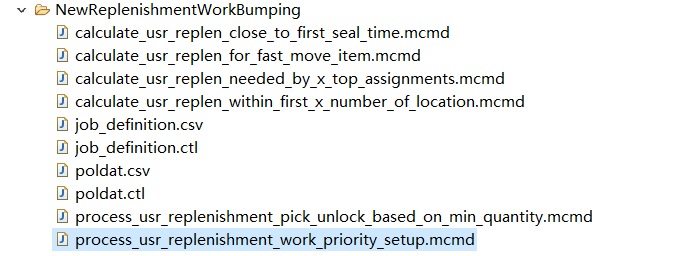 NewReplenishmentWorkBumping
calculate_usr_replen_close_to_first_seal_time.mcmd
calculate_usr_replen_for_fast_move_item.mcmd
calculate_usr_replen_needed_by_x_top_assignments.mcmd
calculate_usr_replen_within_first_x_number_of_location.mcmd
job_definition.csv
job_definition.ctl
poldat.csv
poldat.ctl
process_usr_replenishment_pick_unlock_based_on_min_quantity.mcmd
process_usr_replenishment_work_priority_setup.mcmd